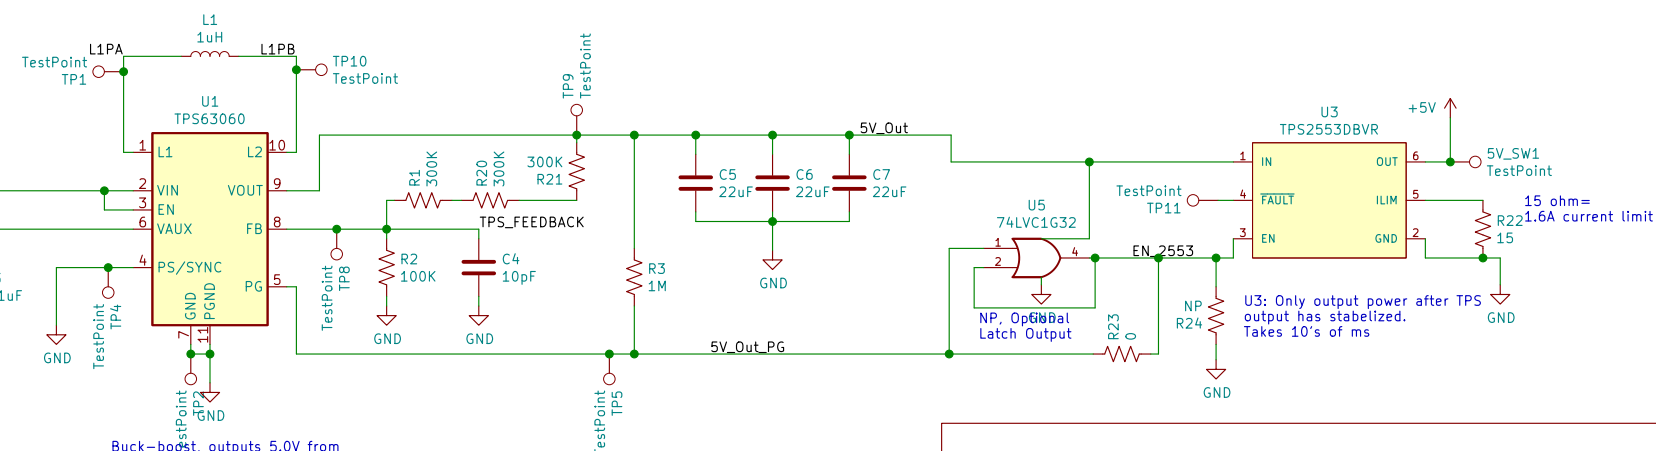 L1
1uH
L1PA
L1PB
TestPoint
TP1
TP10
TestPoint
U1
TPS63060
1
L1
L2
10
2
VIN
VOUT
9
3
EN
6
VAUX
FB
8
4
PS/SYNC
PG
5
GND
PGND
7
11
1uF
GND
TestPoint
TP4
TP2
GND
Buck-boost, outputs 5.0V from
R1
300K
R20
300K
300K
R21
TP9
TestPoint
TPS_FEEDBACK
TestPoint
TP8
R2
100K
C4
10pF
GND
GND
R3
1M
C5
22uF
C6
22uF
C7
22uF
GND
5V_Out
5V_Out_PG
TestPoint
TP5
U5
74LVC1G32
1
2
4
GND
NP, Optional
Latch Output
R23
0
EN_2553
NP
R24
GND
TestPoint
TP11
U3
TPS2553DBVR
1
IN
OUT
6
4
FAULT
ILIM
5
3
EN
GND
2
+5V
5V_SW1
TestPoint
R22
15
15 ohm=
1.6A current limit
GND
U3: Only output power after TPS
output has stabelized.
Takes 10's of ms